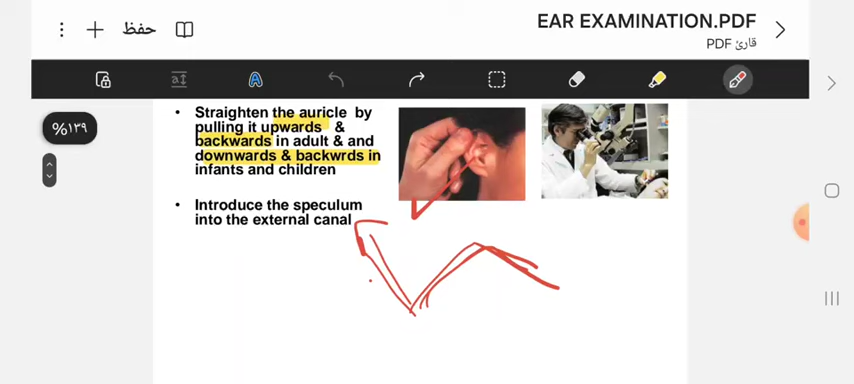 حفظ
EAR EXAMINATION.PDF
قارئ PDF
%١٣٩
• Straighten the auricle by
pulling it upwards &
backwards in adult & and
downwards & backwrds in
infants and children
• Introduce the speculum
into the external canal